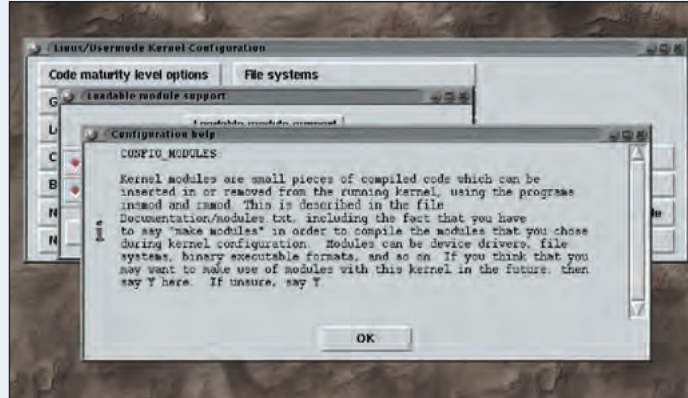 Linux/Usermode Kernel Configuration
Code maturity level options
File systems
G
Loadable module support
L
Loadable module support
C
Configuration help
B
N
N
CONFIG_MODULES:
Kernel modules are small pieces of compiled code which can be
inserted in or removed from the running kernel, using the programs
insmod and rmmod. This is described in the file
Documentation/modules.txt, including the fact that you have
to say "make modules" in order to compile the modules that you chose
during kernel configuration. Modules can be device drivers, file
systems, binary executable formats, and so on. If you think that you
may want to make use of modules with this kernel in the future, then
say Y here. If unsure, say Y.
OK